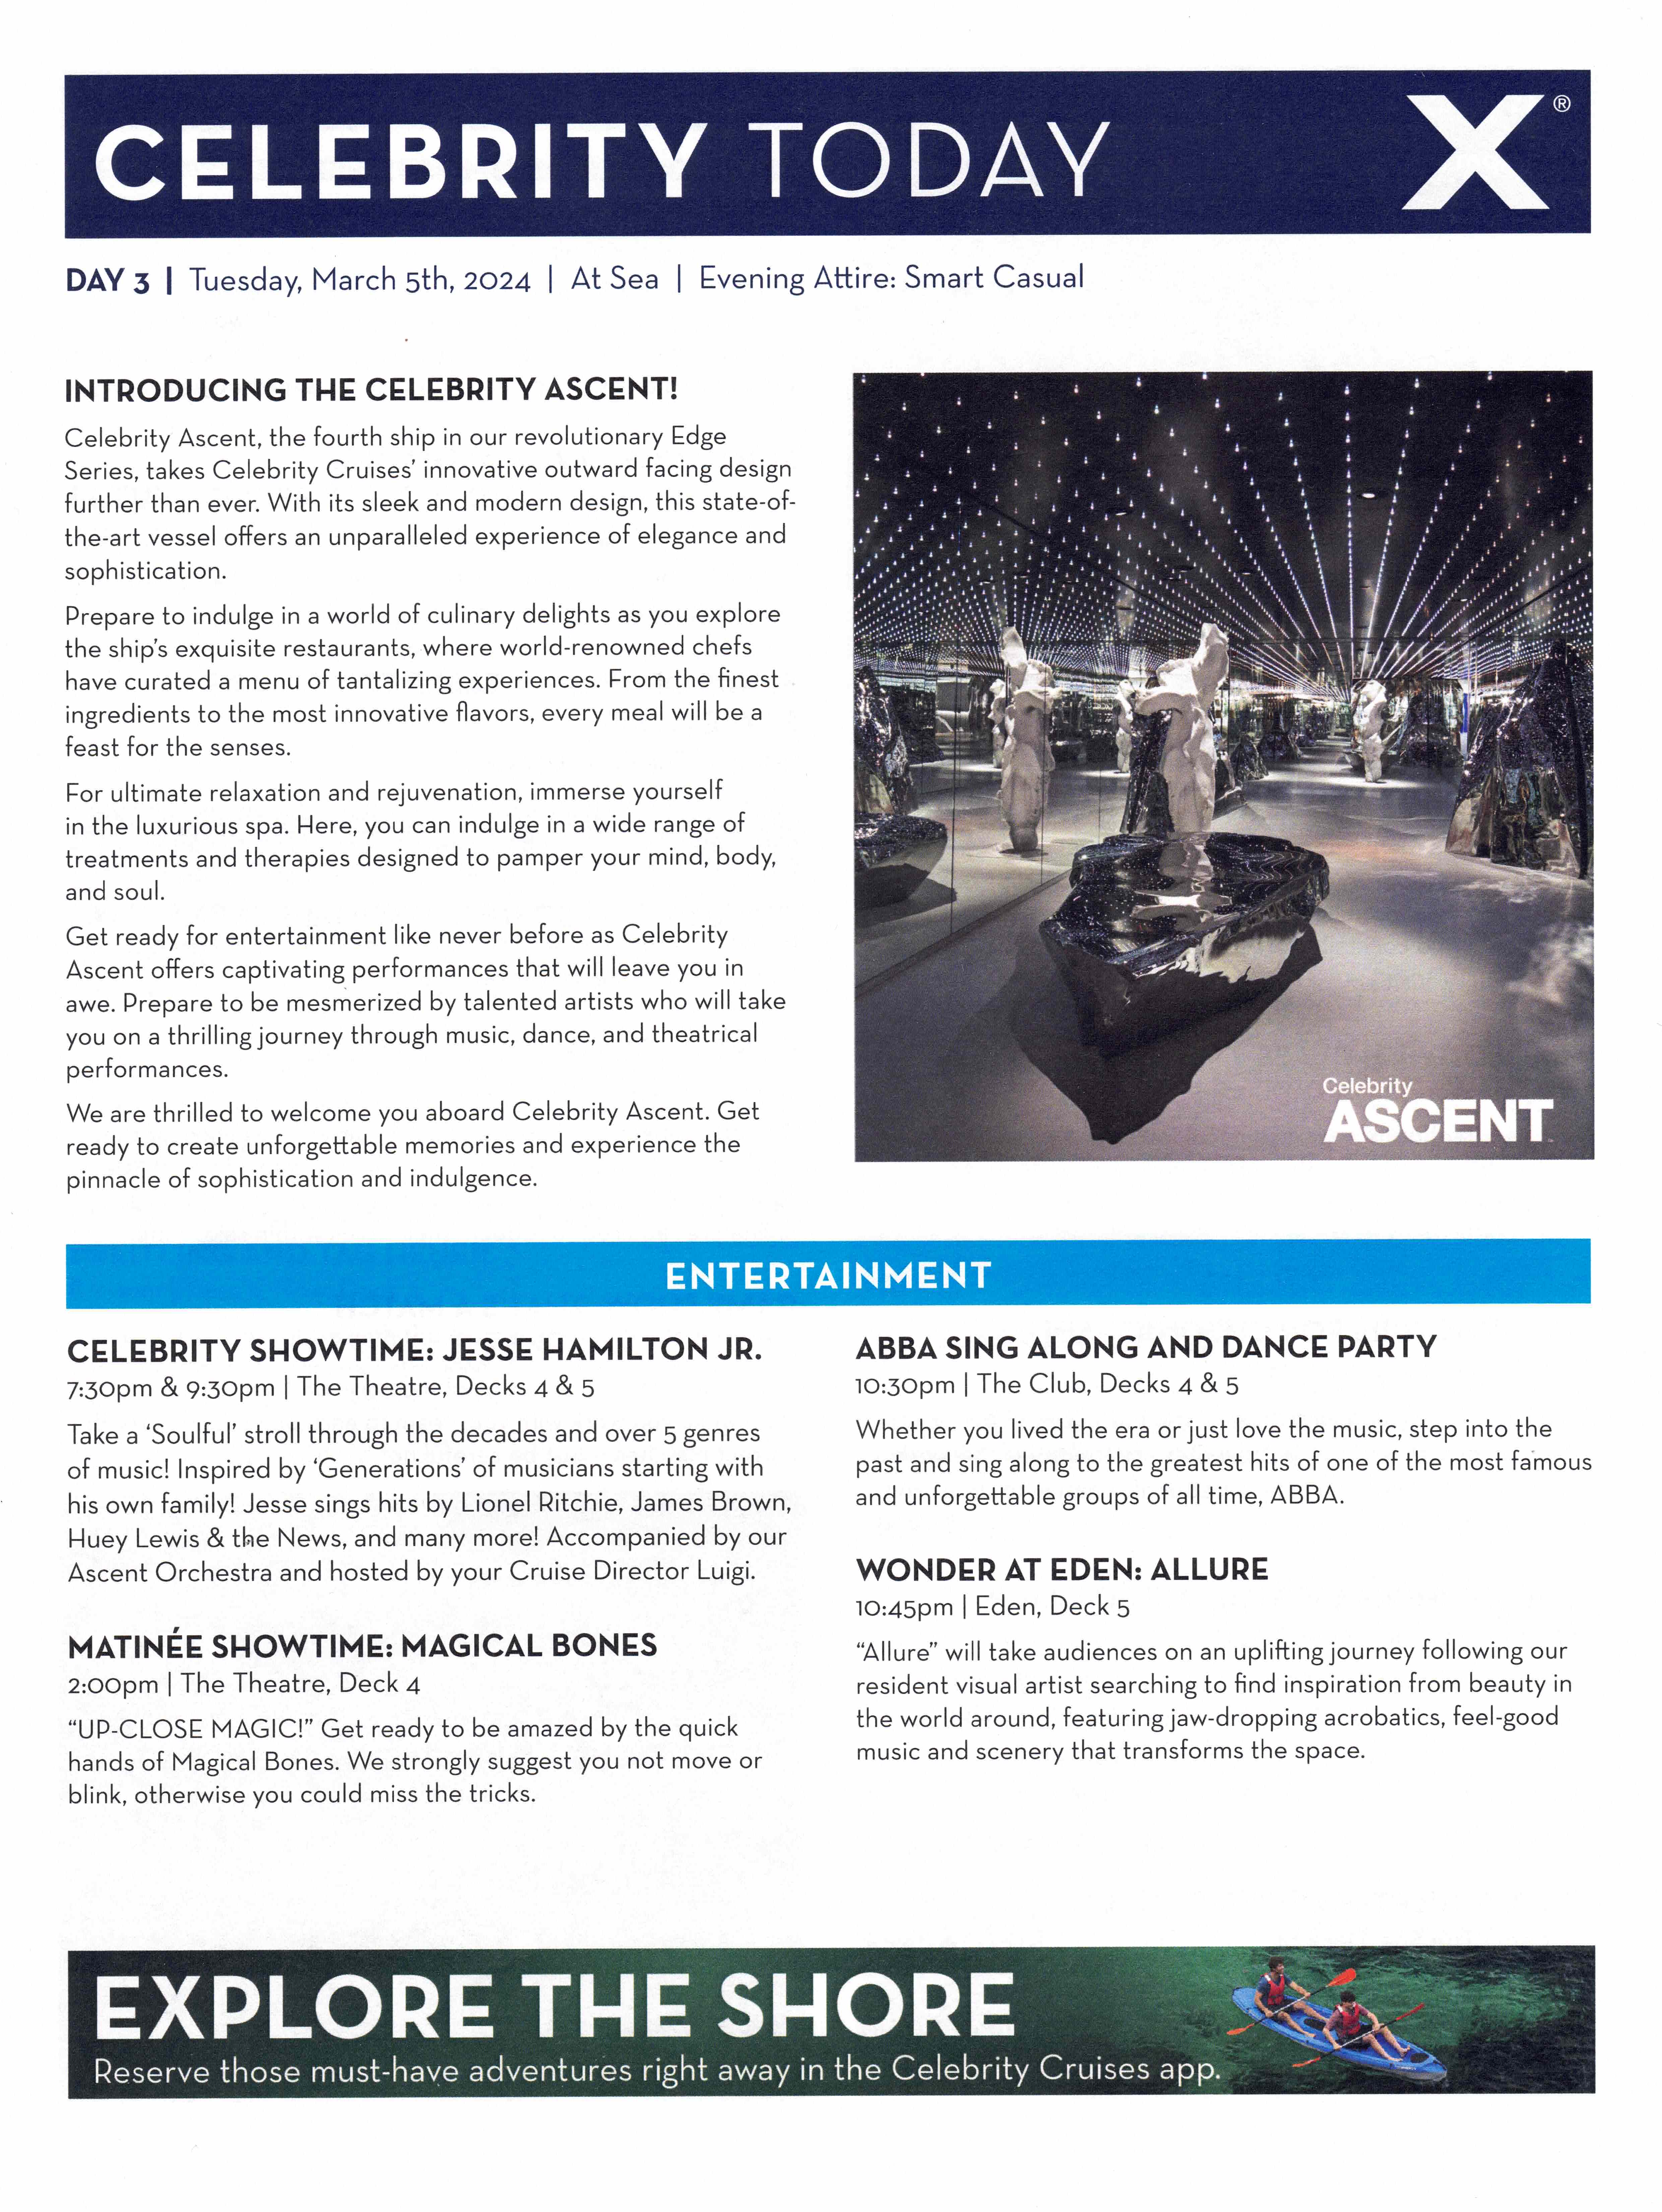 CELEBRITY TODAY
X®
DAY 3 | Tuesday, March 5th, 2024 | At Sea | Evening Attire: Smart Casual
INTRODUCING THE CELEBRITY ASCENT!
Celebrity Ascent, the fourth ship in our revolutionary Edge
Series, takes Celebrity Cruises’ innovative outward facing design
further than ever. With its sleek and modern design, this state-of-
the-art vessel offers an unparalleled experience of elegance and
sophistication.
Prepare to indulge in a world of culinary delights as you explore
the ship’s exquisite restaurants, where world-renowned chefs
have curated a menu of tantalizing experiences. From the finest
ingredients to the most innovative flavors, every meal will be a
feast for the senses.
For ultimate relaxation and rejuvenation, immerse yourself
in the luxurious spa. Here, you can indulge in a wide range of
treatments and therapies designed to pamper your mind, body,
and soul.
Get ready for entertainment like never before as Celebrity
Ascent offers captivating performances that will leave you in
awe. Prepare to be mesmerized by talented artists who will take
you on a thrilling journey through music, dance, and theatrical
performances.
We are thrilled to welcome you aboard Celebrity Ascent. Get
ready to create unforgettable memories and experience the
pinnacle of sophistication and indulgence.
Celebrity
ASCENT
ENTERTAINMENT
CELEBRITY SHOWTIME: JESSE HAMILTON JR.
7:30pm & 9:30pm | The Theatre, Decks 4 & 5
Take a ‘Soulful’ stroll through the decades and over 5 genres
of music! Inspired by ‘Generations’ of musicians starting with
his own family! Jesse sings hits by Lionel Ritchie, James Brown,
Huey Lewis & the News, and many more! Accompanied by our
Ascent Orchestra and hosted by your Cruise Director Luigi.
MATINÉE SHOWTIME: MAGICAL BONES
2:00pm | The Theatre, Deck 4
“UP-CLOSE MAGIC!” Get ready to be amazed by the quick
hands of Magical Bones. We strongly suggest you not move or
blink, otherwise you could miss the tricks.
ABBA SING ALONG AND DANCE PARTY
10:30pm | The Club, Decks 4 & 5
Whether you lived the era or just love the music, step into the
past and sing along to the greatest hits of one of the most famous
and unforgettable groups of all time, ABBA.
WONDER AT EDEN: ALLURE
10:45pm | Eden, Deck 5
“Allure” will take audiences on an uplifting journey following our
resident visual artist searching to find inspiration from beauty in
the world around, featuring jaw-dropping acrobatics, feel-good
music and scenery that transforms the space.
EXPLORE THE SHORE
Reserve those must-have adventures right away in the Celebrity Cruises app.